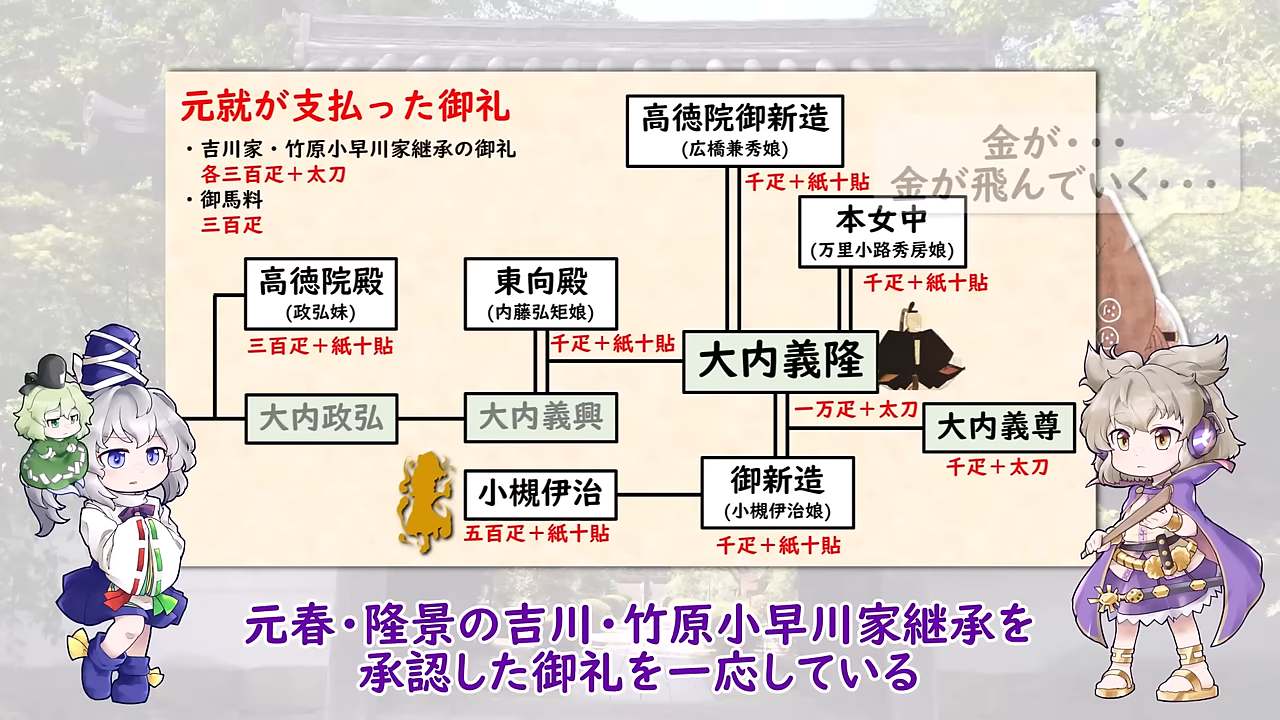 元就が支払った御礼
・吉川家・竹原小早川家継承の御礼
各三百疋＋太刀
・御馬料
三百疋
高徳院御新造
(広橋兼秀娘)
千疋＋紙十貼
金が・・・
金が飛んでいく・・・
本女中
(万里小路秀房娘)
千疋＋紙十貼
高徳院殿
(政弘妹)
三百疋＋紙十貼
東向殿
(内藤弘矩娘)
千疋＋紙十貼
大内義隆
一万疋＋太刀
大内政弘
大内義興
大内義尊
千疋＋太刀
小槻伊治
五百疋＋紙十貼
御新造
(小槻伊治娘)
千疋＋紙十貼
元春・隆景の吉川・竹原小早川家継承を
承認した御礼を一応している